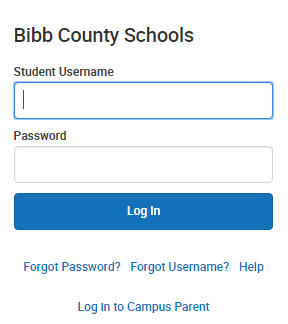 Bibb County Schools
Student Username
Password
Log In
Forgot Password? Forgot Username? Help
Log in to Campus Parent